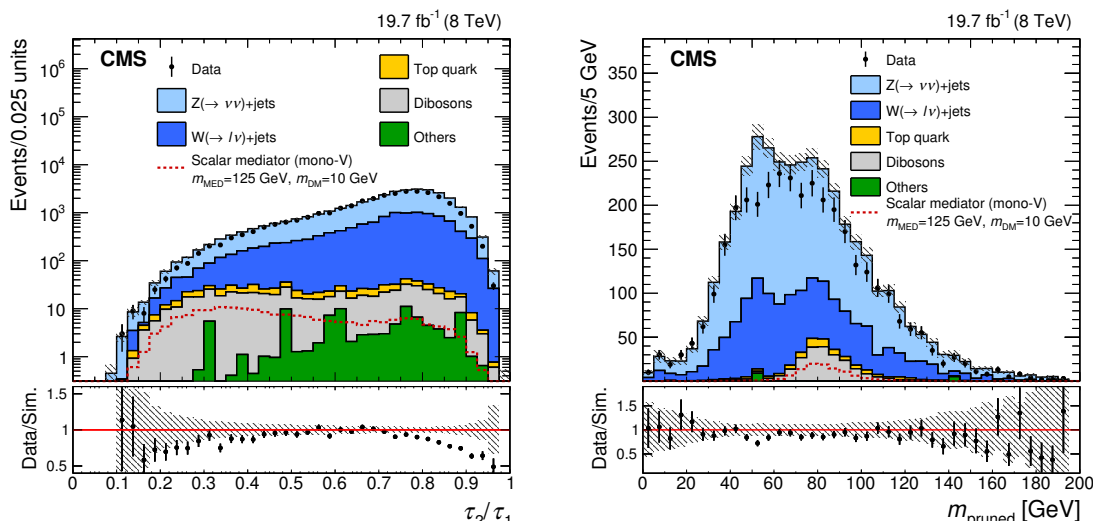 19.7 fb⁻¹ (8 TeV)
CMS
Data
Top quark
Z(→ νν)+jets
Dibosons
W(→ lν)+jets
Others
Scalar mediator (mono-V)
m_MED=125 GeV, m_DM=10 GeV
Events/0.025 units
10⁶
10⁵
10⁴
10³
10²
10
1
Data/Sim.
1.5
1
0.5
0 0.1 0.2 0.3 0.4 0.5 0.6 0.7 0.8 0.9 1
τ₂/τ₁
19.7 fb⁻¹ (8 TeV)
CMS
Data
Z(→ νν)+jets
W(→ lν)+jets
Top quark
Dibosons
Others
Scalar mediator (mono-V)
m_MED=125 GeV, m_DM=10 GeV
Events/5 GeV
350
300
250
200
150
100
50
0
Data/Sim.
1.5
1
0.5
0 20 40 60 80 100 120 140 160 180 200
m_pruned [GeV]